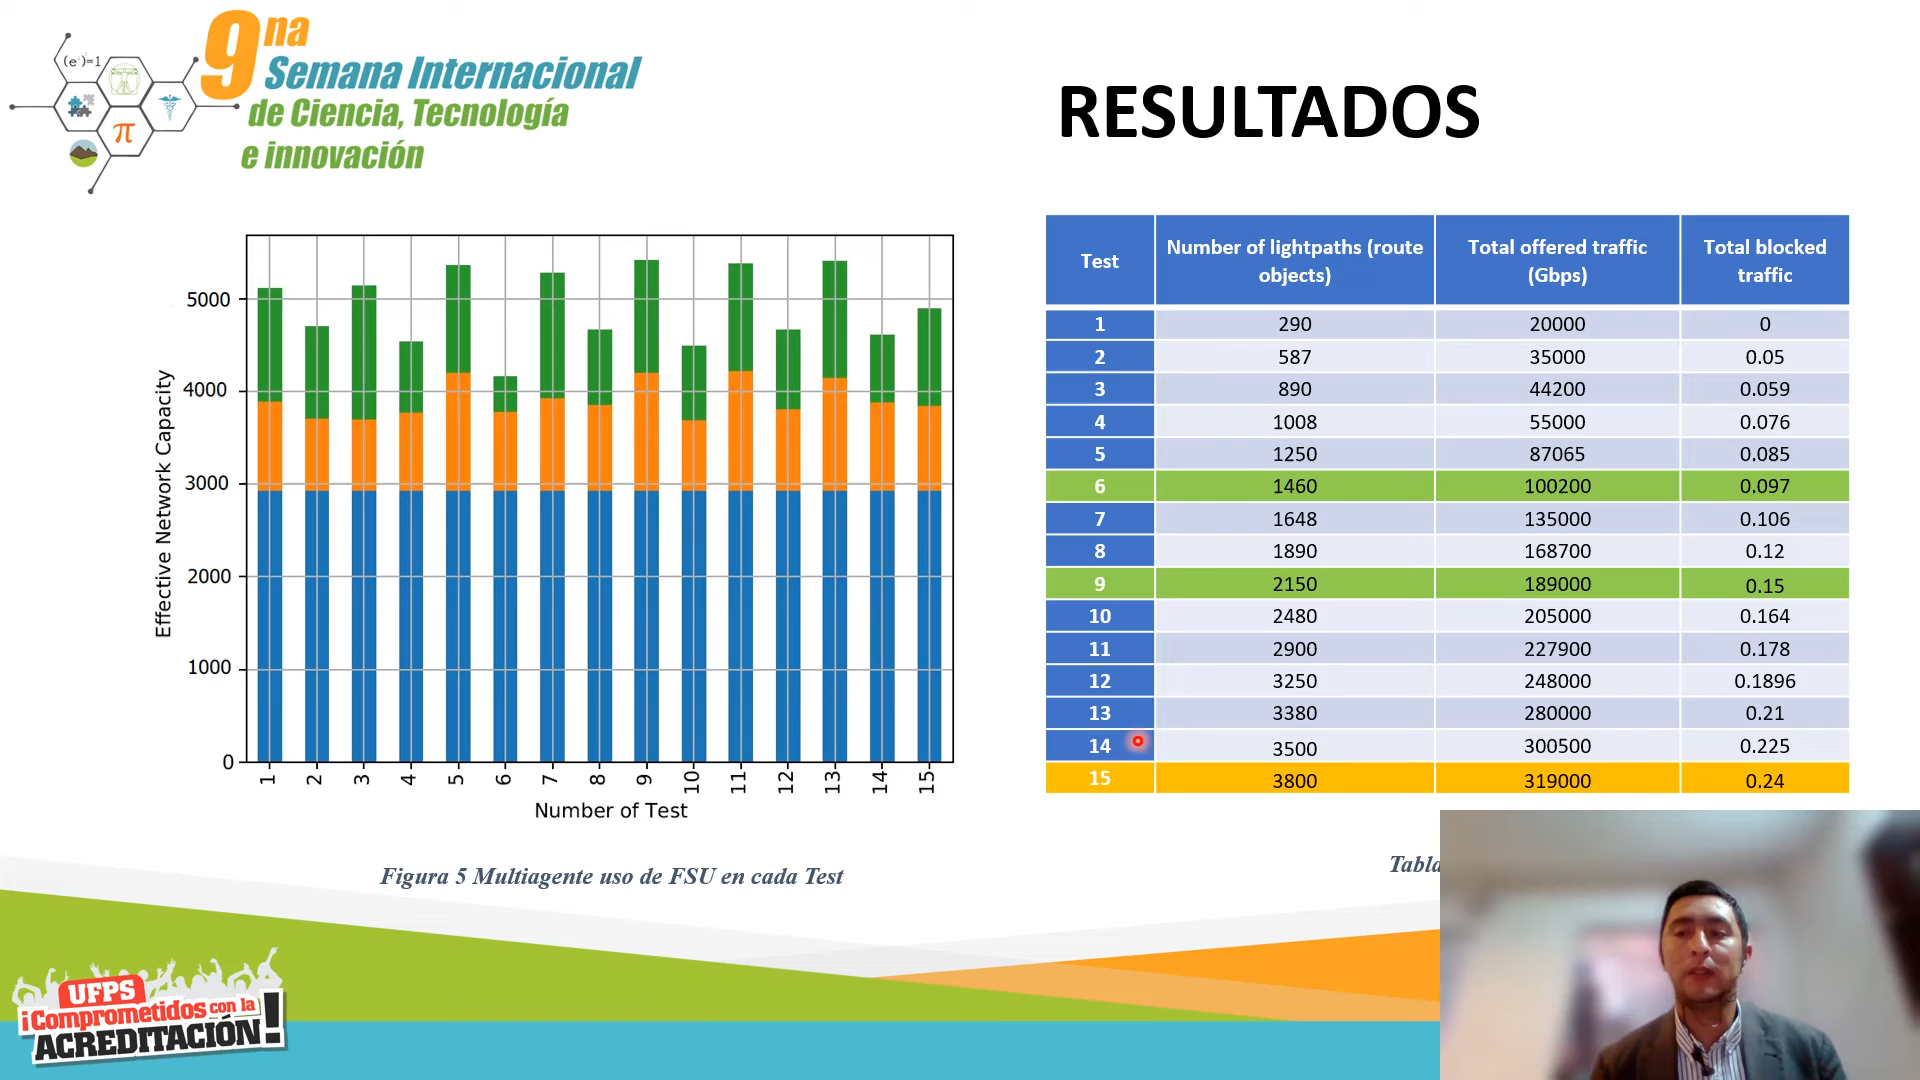 (e )=1
π
9na
Semana Internacional
de Ciencia, Tecnología
e innovación
RESULTADOS
Effective Network Capacity
5000
4000
3000
2000
1000
0
1 2 3 4 5 6 7 8 9 10 11 12 13 14 15
Number of Test
Figura 5 Multiagente uso de FSU en cada Test
Test Number of lightpaths (route objects) Total offered traffic (Gbps) Total blocked traffic
1 290 20000 0
2 587 35000 0.05
3 890 44200 0.059
4 1008 55000 0.076
5 1250 87065 0.085
6 1460 100200 0.097
7 1648 135000 0.106
8 1890 168700 0.12
9 2150 189000 0.15
10 2480 205000 0.164
11 2900 227900 0.178
12 3250 248000 0.1896
13 3380 280000 0.21
14 3500 300500 0.225
15 3800 319000 0.24
Tabla
UFPS
¡Comprometidos con la
ACREDITACIÓN!